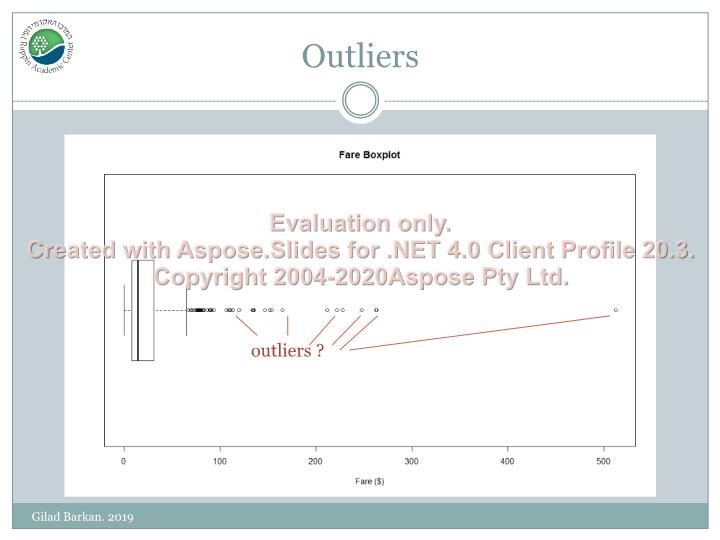 המרכז האקדמי רופין
Ruppin Academic Center
Outliers
Fare Boxplot
Evaluation only.
Created with Aspose.Slides for .NET 4.0 Client Profile 20.3.
Copyright 2004-2020Aspose Pty Ltd.
outliers ?
0 100 200 300 400 500
Fare ($)
Gilad Barkan. 2019